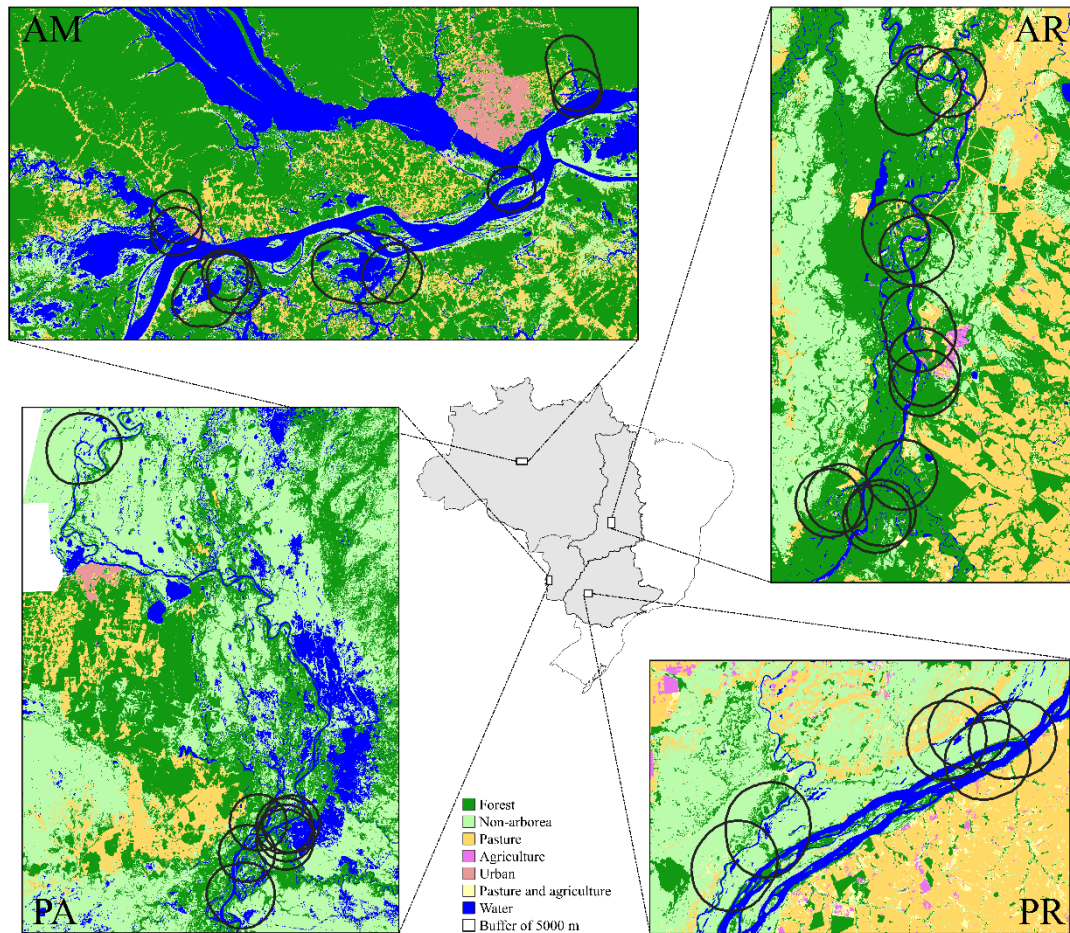 AM
AR
Forest
Non-arborea
Pasture
Agriculture
Urban
Pasture and agriculture
Water
Buffer of 5000 m
PA
PR